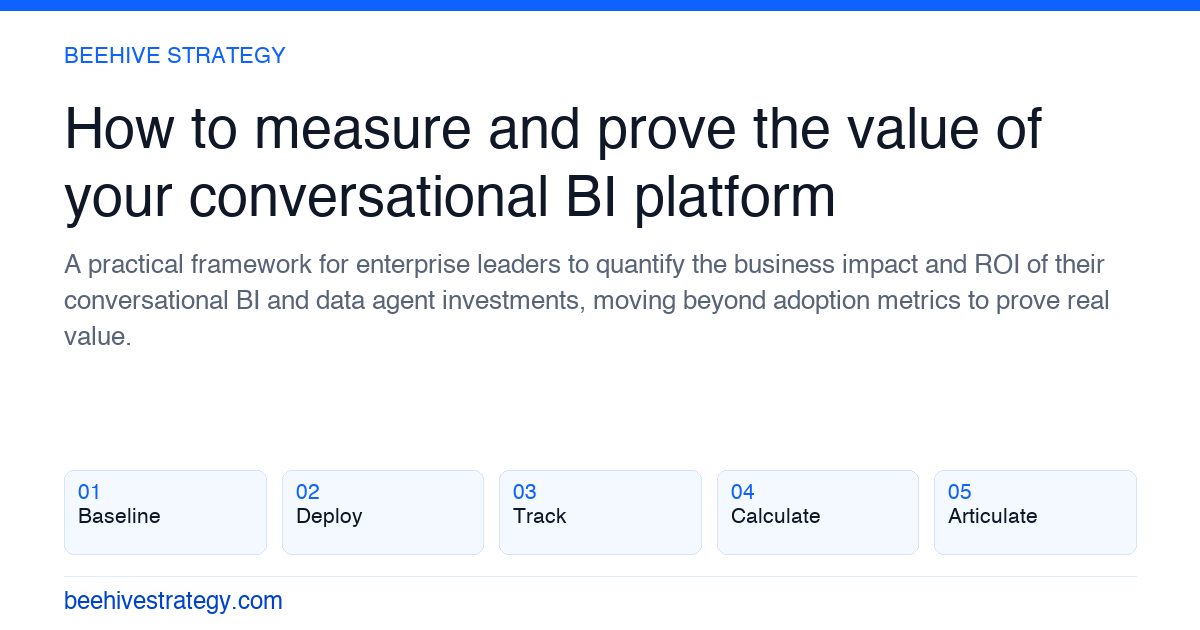 BEEHIVE STRATEGY
How to measure and prove the value of
your conversational BI platform
A practical framework for enterprise leaders to quantify the business impact and ROI of their
conversational BI and data agent investments, moving beyond adoption metrics to prove real
value.
01
Baseline
02
Deploy
03
Track
04
Calculate
05
Articulate
beehivestrategy.com